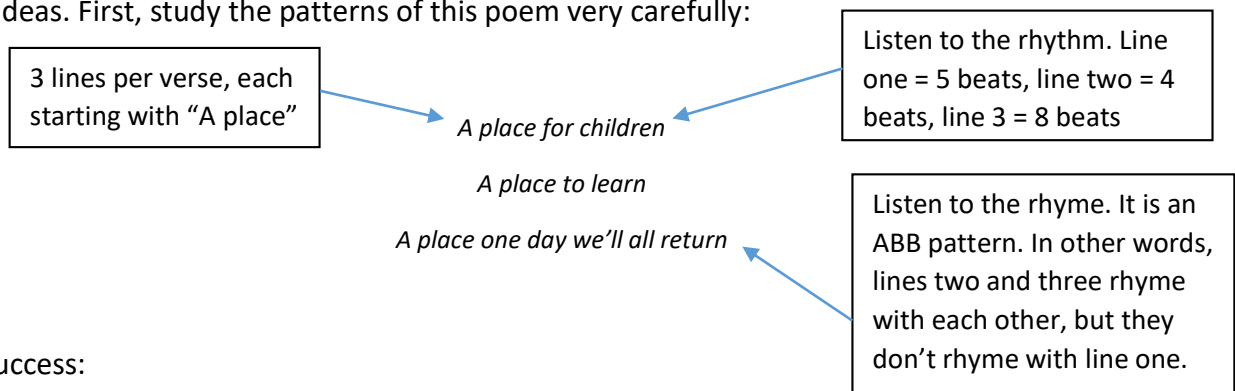 deas. First, study the patterns of this poem very carefully:
3 lines per verse, each
starting with “A place”
Listen to the rhythm. Line
one = 5 beats, line two = 4
beats, line 3 = 8 beats
A place for children
A place to learn
A place one day we’ll all return
Listen to the rhyme. It is an
ABB pattern. In other words,
lines two and three rhyme
with each other, but they
don’t rhyme with line one.
uccess: